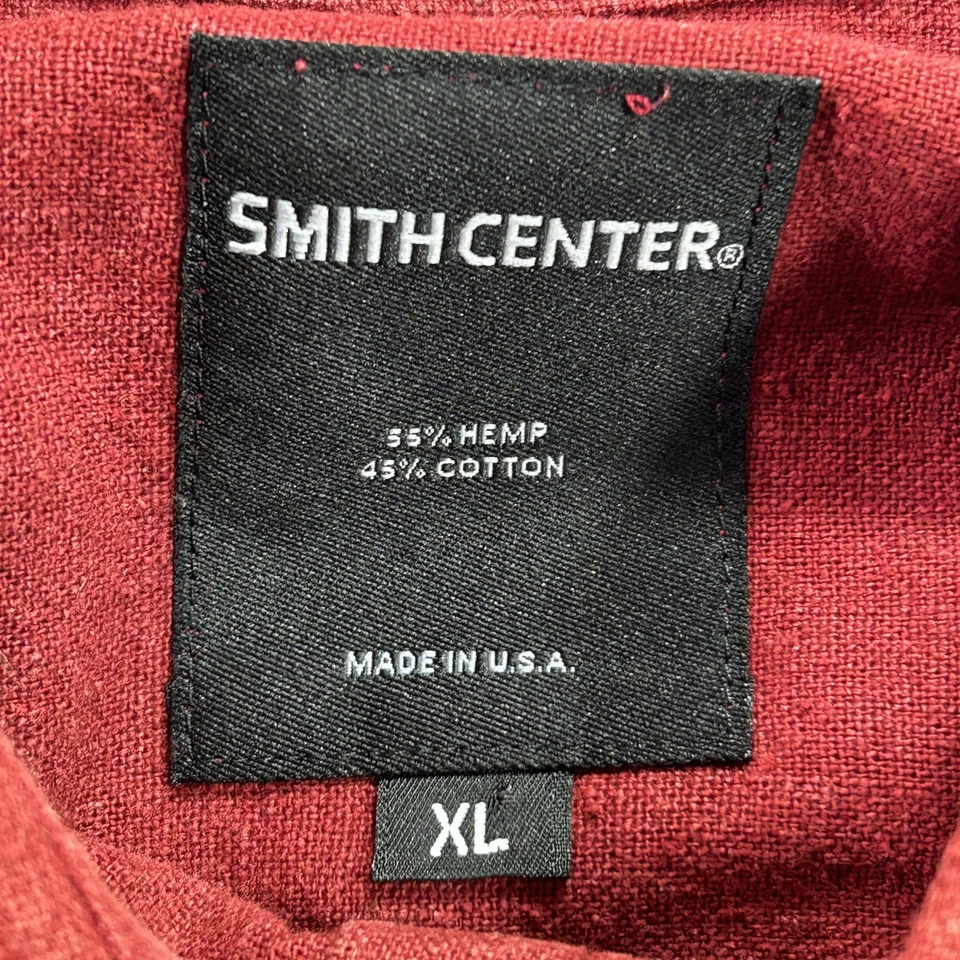 SMITH CENTER®
55% HEMP
45% COTTON
MADE IN U.S.A.
XL